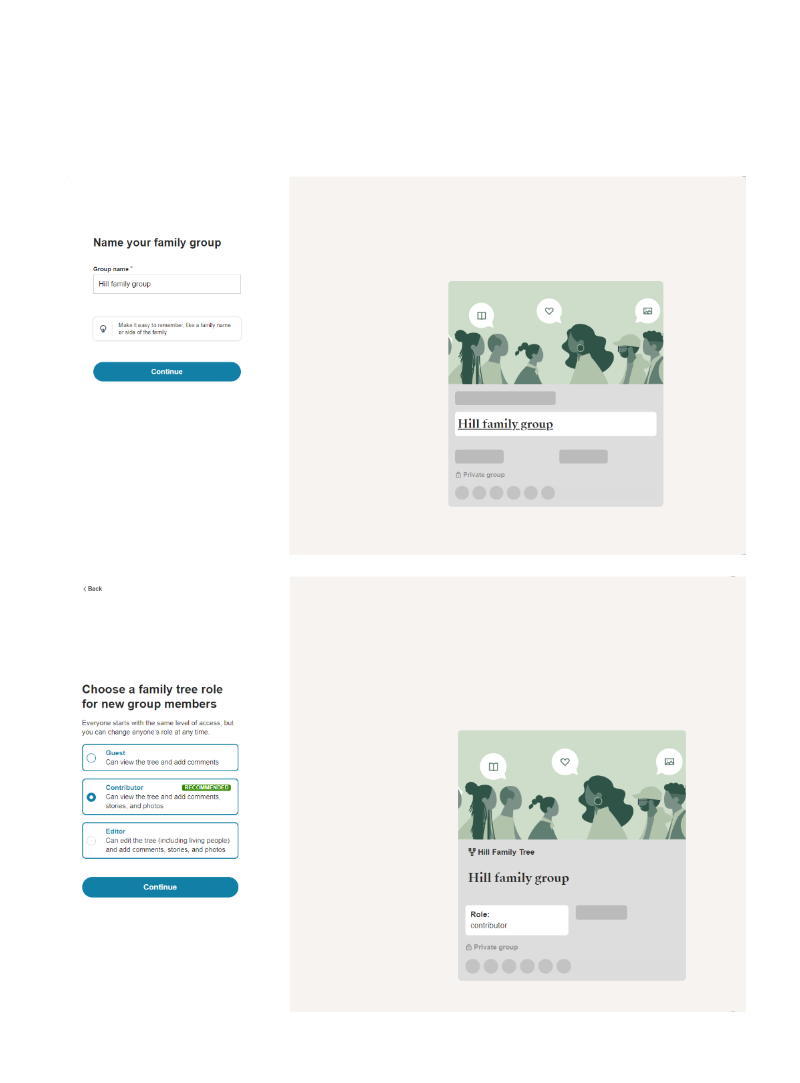 Name your family group
Group name *
Hill family group
Make it easy to remember, like a family name
or side of the family.
Continue
Hill family group
Private group
Back
Choose a family tree role
for new group members
Everyone starts with the same level of access, but
you can change anyone's role at any time.
Guest
Can view the tree and add comments
Contributor
RECOMMENDED
Can view the tree and add comments,
stories, and photos
Editor
Can edit the tree (including living people)
and add comments, stories, and photos
Continue
Hill Family Tree
Hill family group
Role:
contributor
Private group